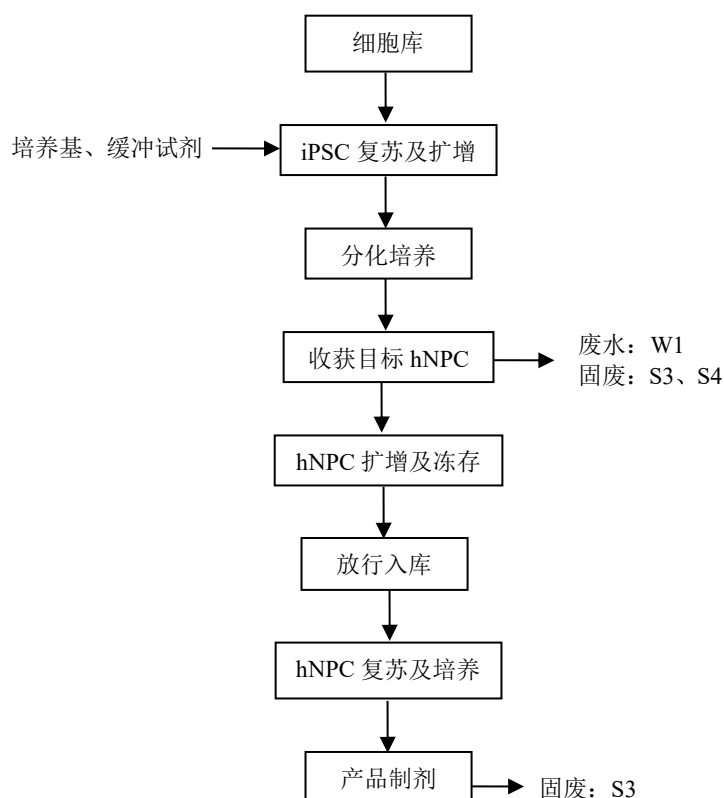 细胞库
培养基、缓冲试剂
iPSC 复苏及扩增
分化培养
收获目标 hNPC
废水：W1
固废：S3、S4
hNPC 扩增及冻存
放行入库
hNPC 复苏及培养
产品制剂
固废：S3